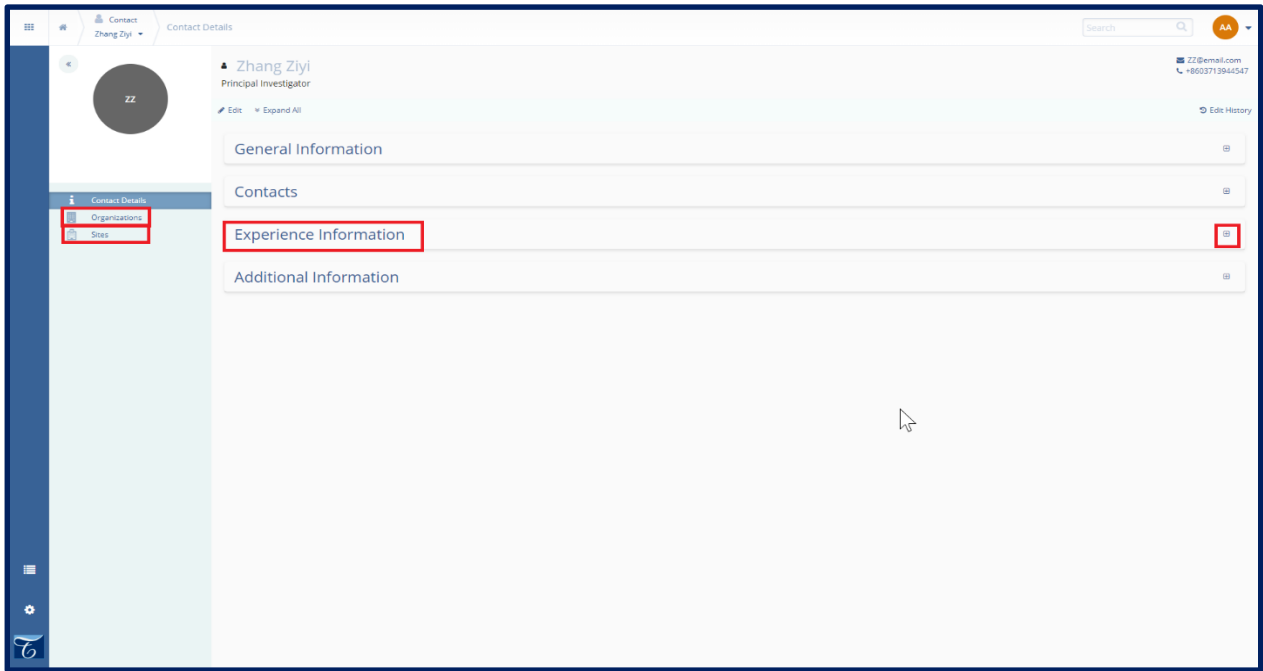 Contact
Zhang Ziyi
Contact Details
Search
AA
ZZ
Zhang Ziyi
Principal Investigator
ZZ@email.com
+8603713944547
Edit
Expand All
Edit History
General Information
Contacts
Experience Information
Additional Information
Contact Details
Organizations
Sites